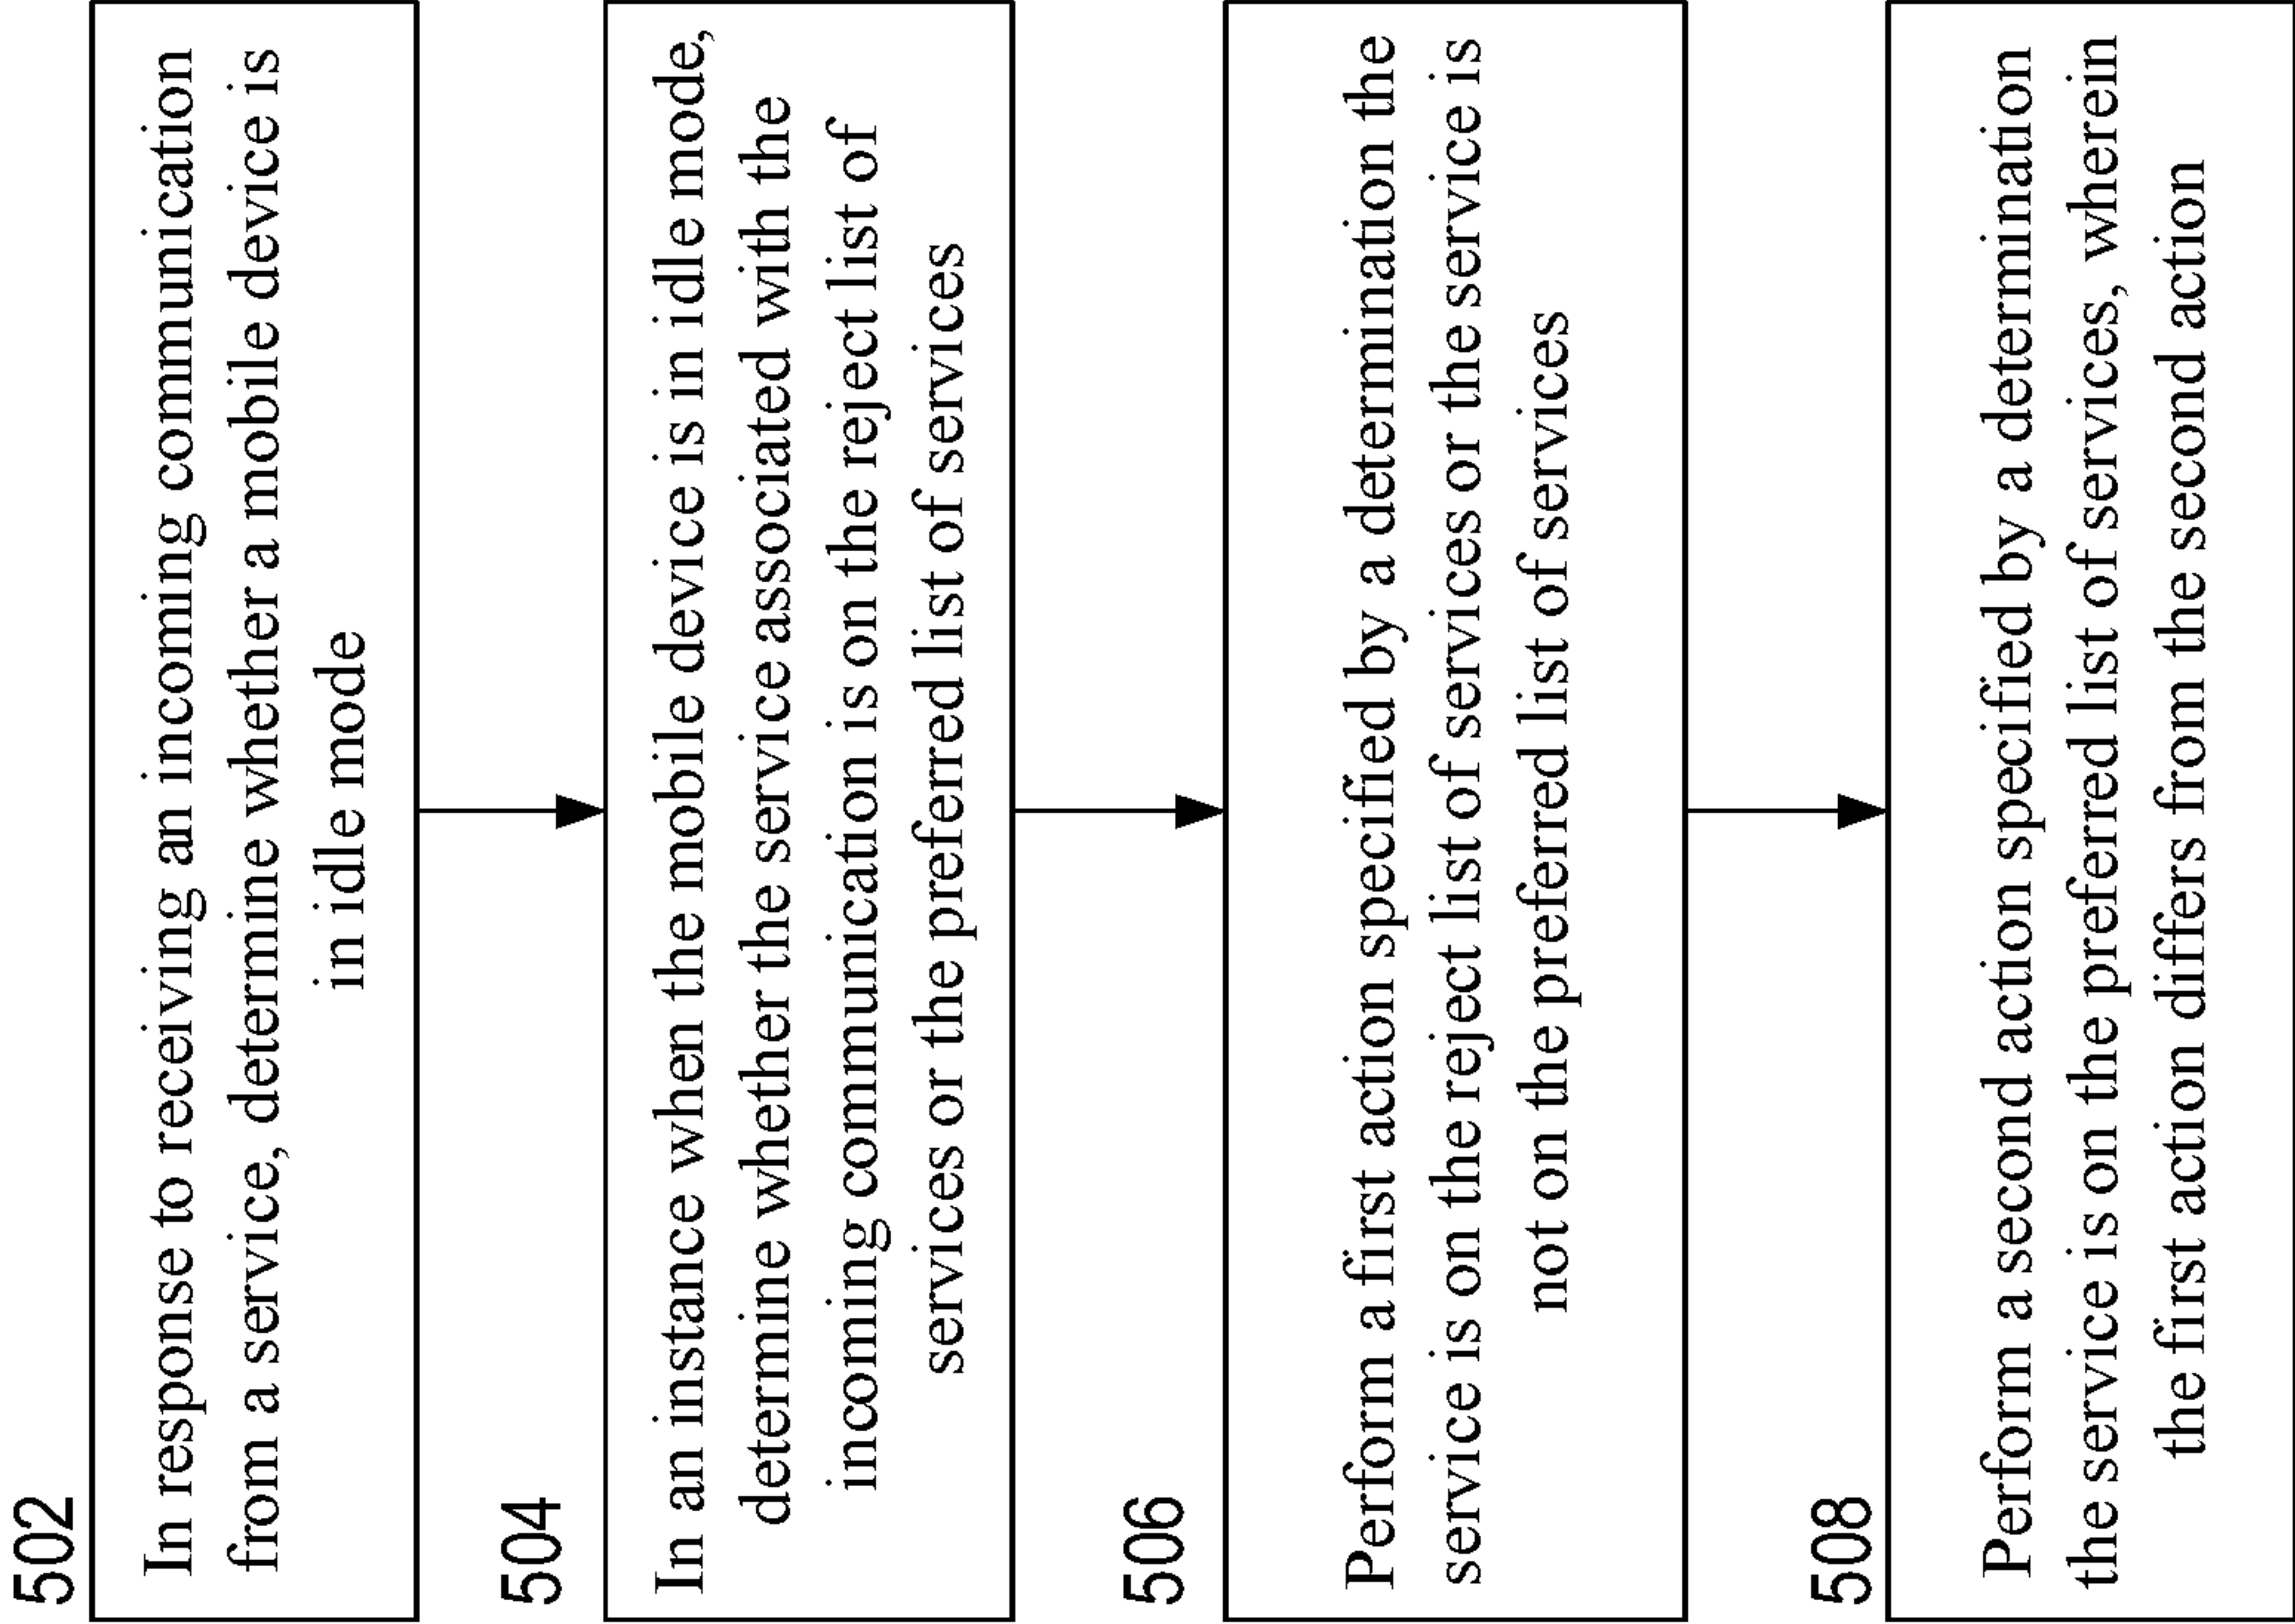 502
In response to receiving an incoming communication
from a service, determine whether a mobile device is
in idle mode
504
In an instance when the mobile device is in idle mode,
determine whether the service associated with the
incoming communication is on the reject list of
services or the preferred list of services
506
Perform a first action specified by a determination the
service is on the reject list of services or the service is
not on the preferred list of services
508
Perform a second action specified by a determination
the service is on the preferred list of services, wherein
the first action differs from the second action